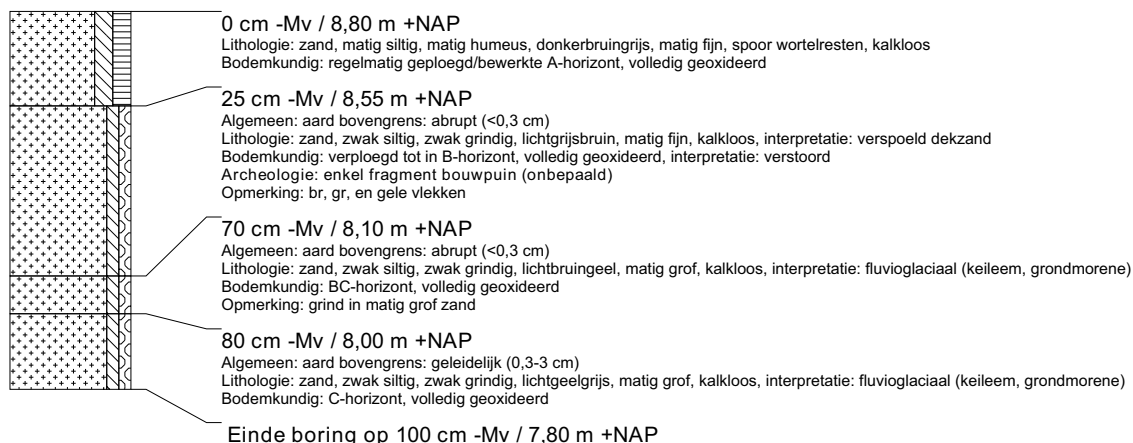 0 cm -Mv / 8,80 m +NAP
Lithologie: zand, matig siltig, matig humeus, donkerbruingrijs, matig fijn, spoor wortelresten, kalkloos
Bodemkundig: regelmatig geploegd/bewerkte A-horizont, volledig geoxideerd
25 cm -Mv / 8,55 m +NAP
Algemeen: aard bovengrens: abrupt (<0,3 cm)
Lithologie: zand, zwak siltig, zwak grindig, lichtgrijsbruin, matig fijn, kalkloos, interpretatie: verspoeld dekzand
Bodemkundig: verploegd tot in B-horizont, volledig geoxideerd, interpretatie: verstoord
Archeologie: enkel fragment bouwpuin (onbepaald)
Opmerking: br, gr, en gele vlekken
70 cm -Mv / 8,10 m +NAP
Algemeen: aard bovengrens: abrupt (<0,3 cm)
Lithologie: zand, zwak siltig, zwak grindig, lichtbruingeel, matig grof, kalkloos, interpretatie: fluvioglaciaal (keileem, grondmorene)
Bodemkundig: BC-horizont, volledig geoxideerd
Opmerking: grind in matig grof zand
80 cm -Mv / 8,00 m +NAP
Algemeen: aard bovengrens: geleidelijk (0,3-3 cm)
Lithologie: zand, zwak siltig, zwak grindig, lichtgeelgrijs, matig grof, kalkloos, interpretatie: fluvioglaciaal (keileem, grondmorene)
Bodemkundig: C-horizont, volledig geoxideerd
Einde boring op 100 cm -Mv / 7,80 m +NAP